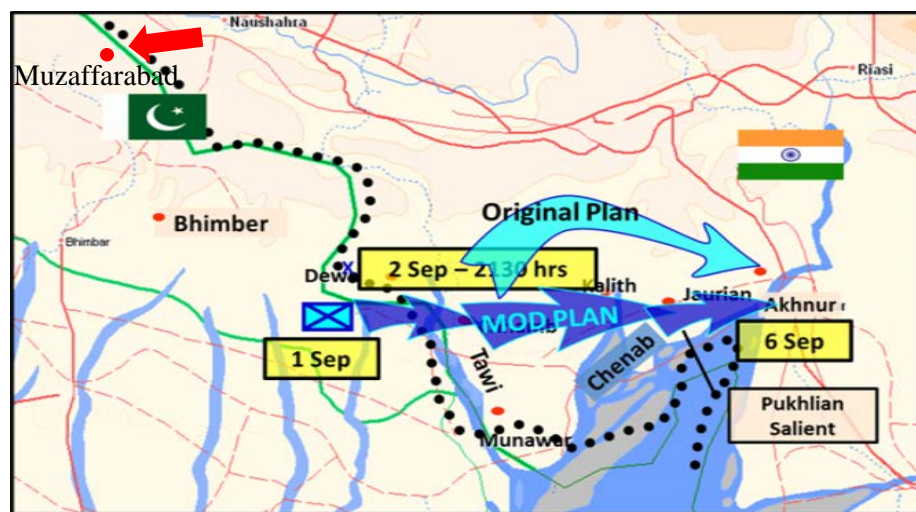 Naushahra
Muzaffarabad
Riasi
Original Plan
Bhimber
Bhimbar
2 Sep – 2130 hrs
Kalith
Jaurian
Akhnur
MOD PLAN
1 Sep
6 Sep
Tawi
Chenab
Pukhlian
Salient
Munawar